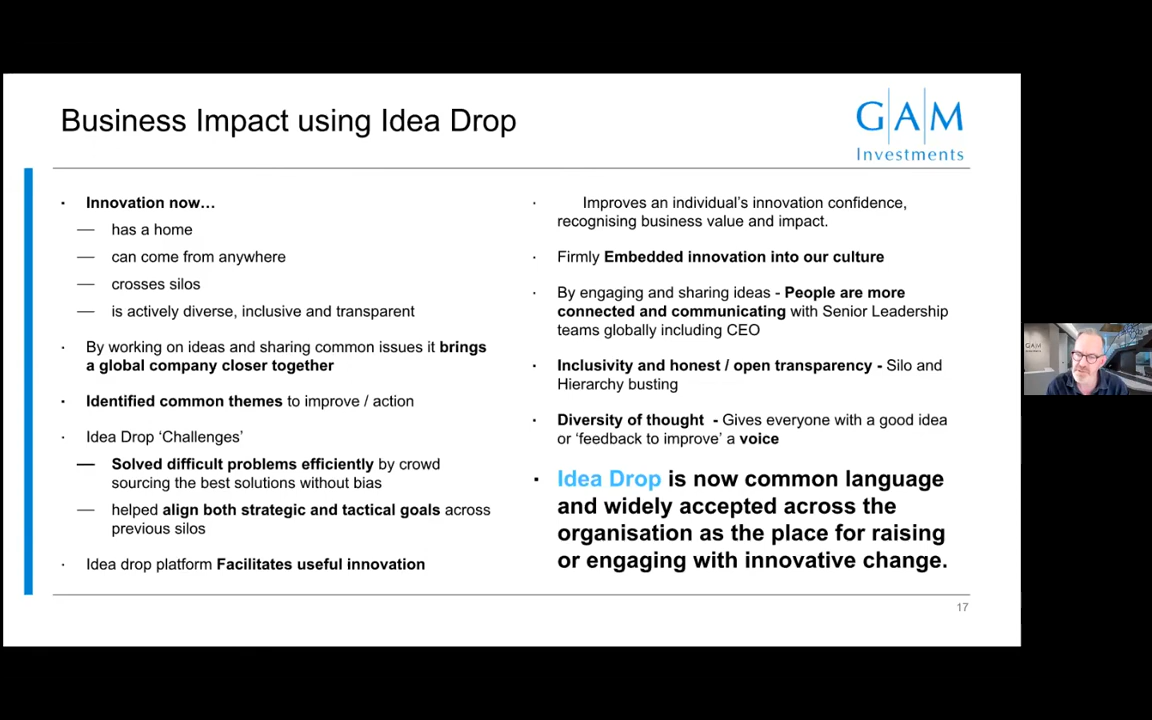 Business Impact using Idea Drop
GAM
Investments
· Innovation now…
— has a home
— can come from anywhere
— crosses silos
— is actively diverse, inclusive and transparent
· By working on ideas and sharing common issues it brings
a global company closer together
· Identified common themes to improve / action
· Idea Drop ‘Challenges’
— Solved difficult problems efficiently by crowd
sourcing the best solutions without bias
— helped align both strategic and tactical goals across
previous silos
· Idea drop platform Facilitates useful innovation
· Improves an individual’s innovation confidence,
recognising business value and impact.
· Firmly Embedded innovation into our culture
· By engaging and sharing ideas - People are more
connected and communicating with Senior Leadership
teams globally including CEO
· Inclusivity and honest / open transparency - Silo and
Hierarchy busting
· Diversity of thought - Gives everyone with a good idea
or ‘feedback to improve’ a voice
· Idea Drop is now common language
and widely accepted across the
organisation as the place for raising
or engaging with innovative change.
17
GAM